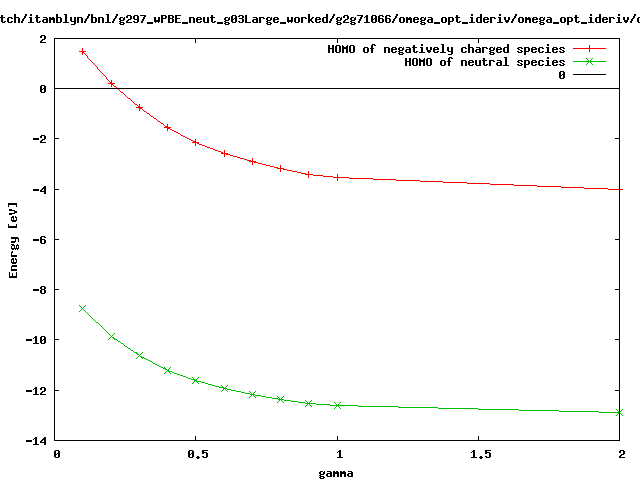 tch/itamblyn/bnl/g297_wPBE_neut_g03Large_worked/g2g71066/omega_opt_ideriv/omega_opt_ideriv/
HOMO of negatively charged species
HOMO of neutral species
0
Energy [eV]
2
0
-2
-4
-6
-8
-10
-12
-14
0 0.5 1 1.5 2
gamma